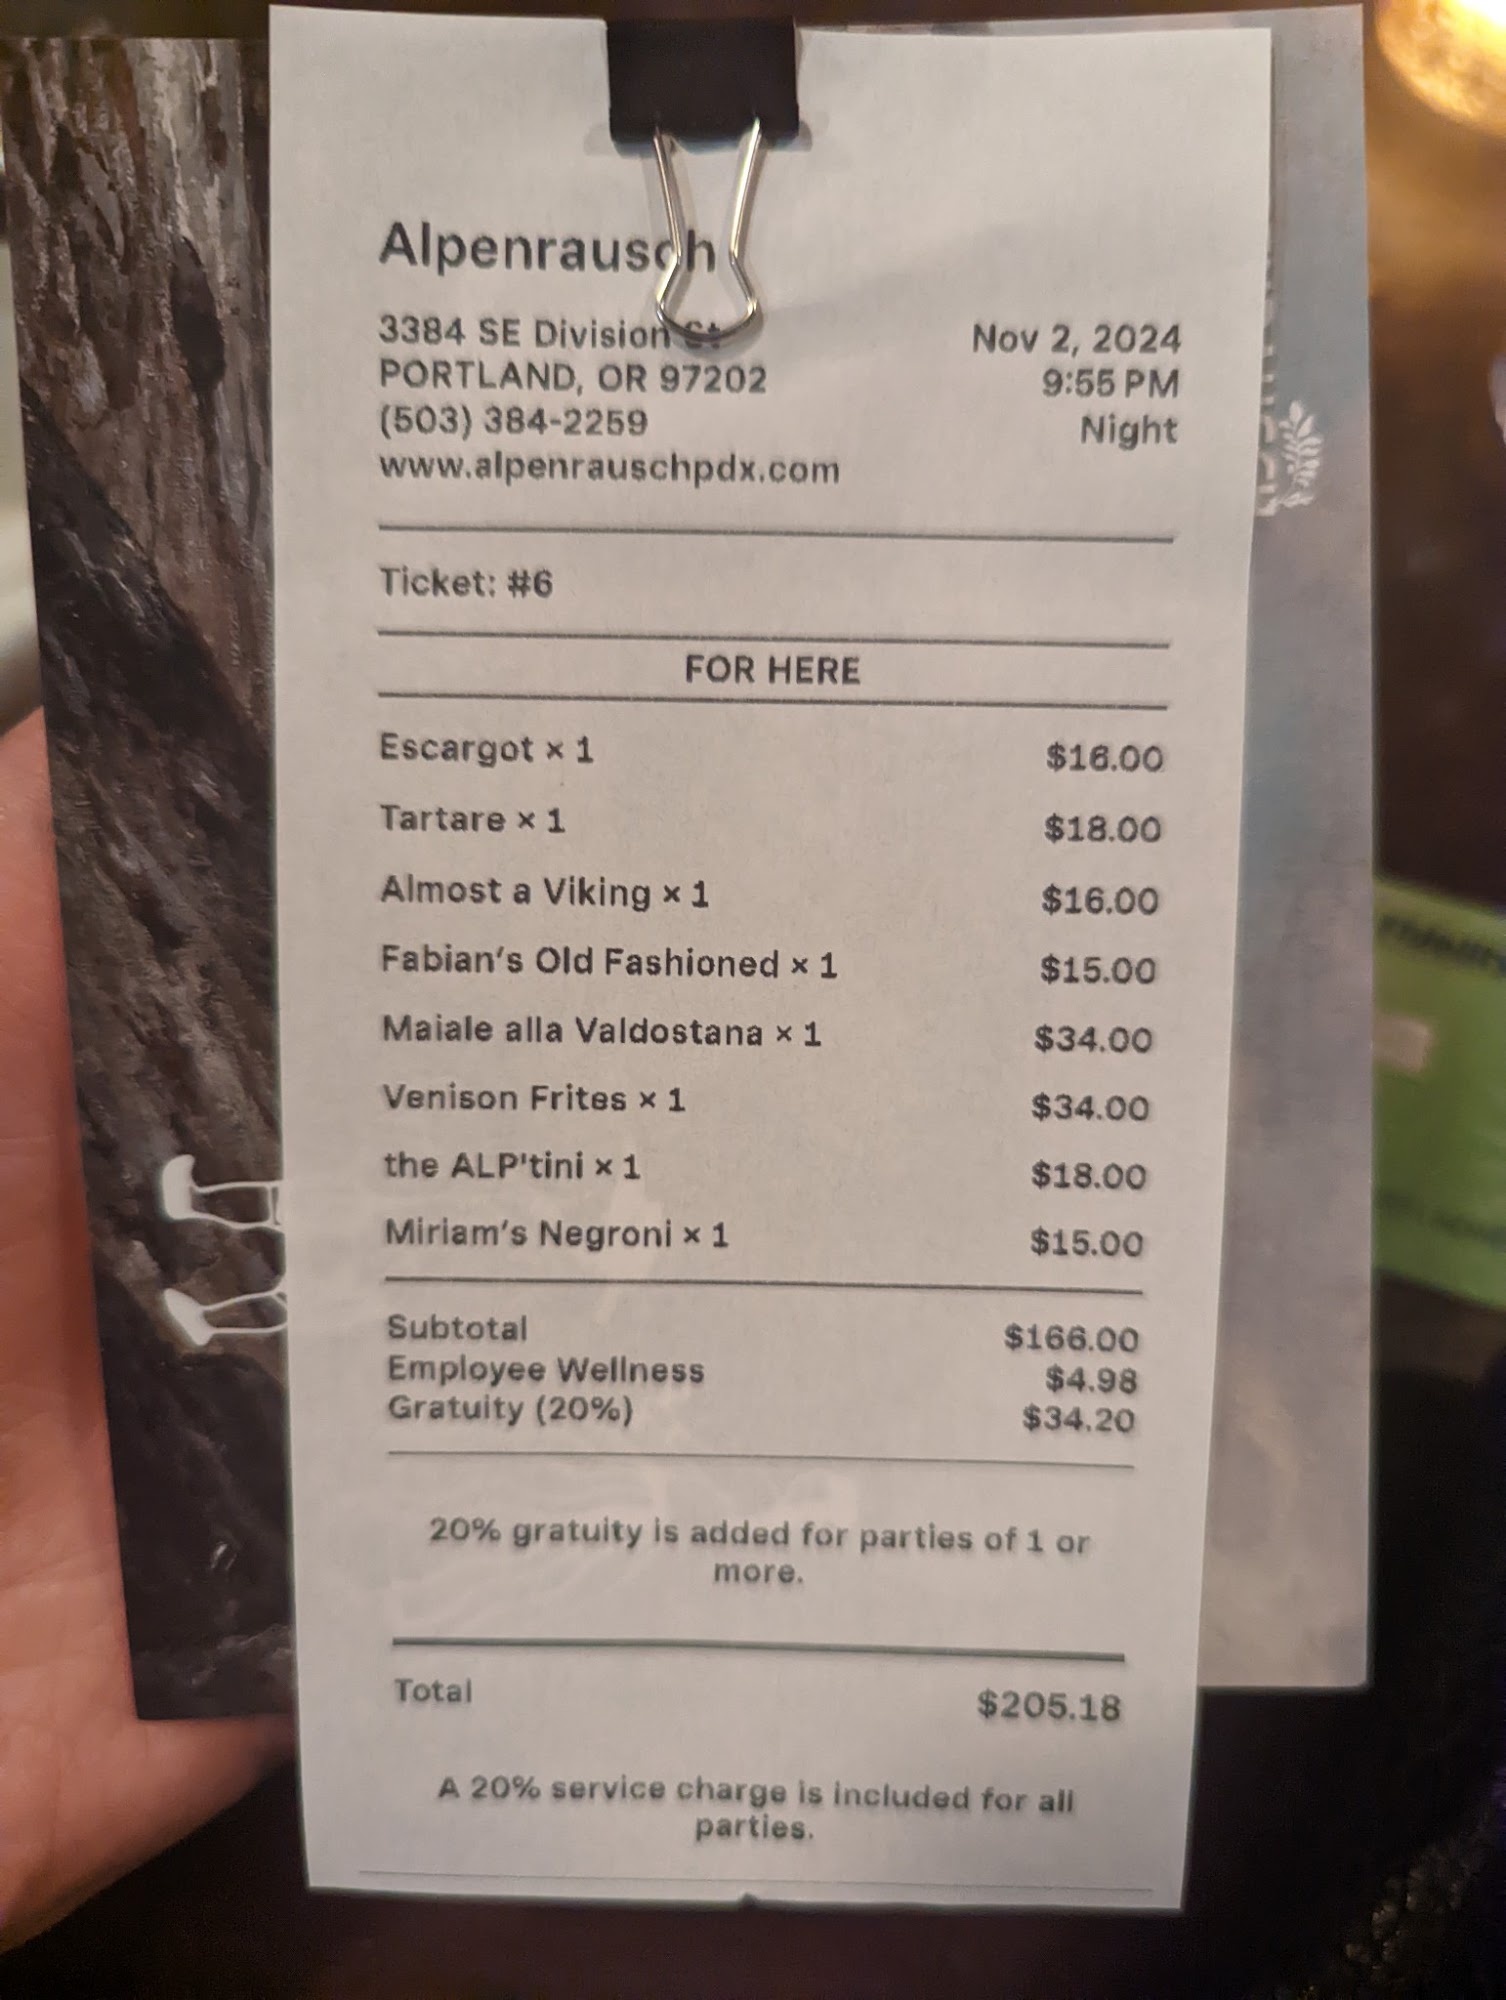 Alpenrausch
3384 SE Division St
PORTLAND, OR 97202
(503) 384-2259
www.alpenrauschpdx.com
Nov 2, 2024
9:55 PM
Night
Ticket: #6
FOR HERE
Escargot × 1 $16.00
Tartare × 1 $18.00
Almost a Viking × 1 $16.00
Fabian's Old Fashioned × 1 $15.00
Maiale alla Valdostana × 1 $34.00
Venison Frites × 1 $34.00
the ALP'tini × 1 $18.00
Miriam's Negroni × 1 $15.00
Subtotal $166.00
Employee Wellness $4.98
Gratuity (20%) $34.20
20% gratuity is added for parties of 1 or
more.
Total $205.18
A 20% service charge is included for all
parties.